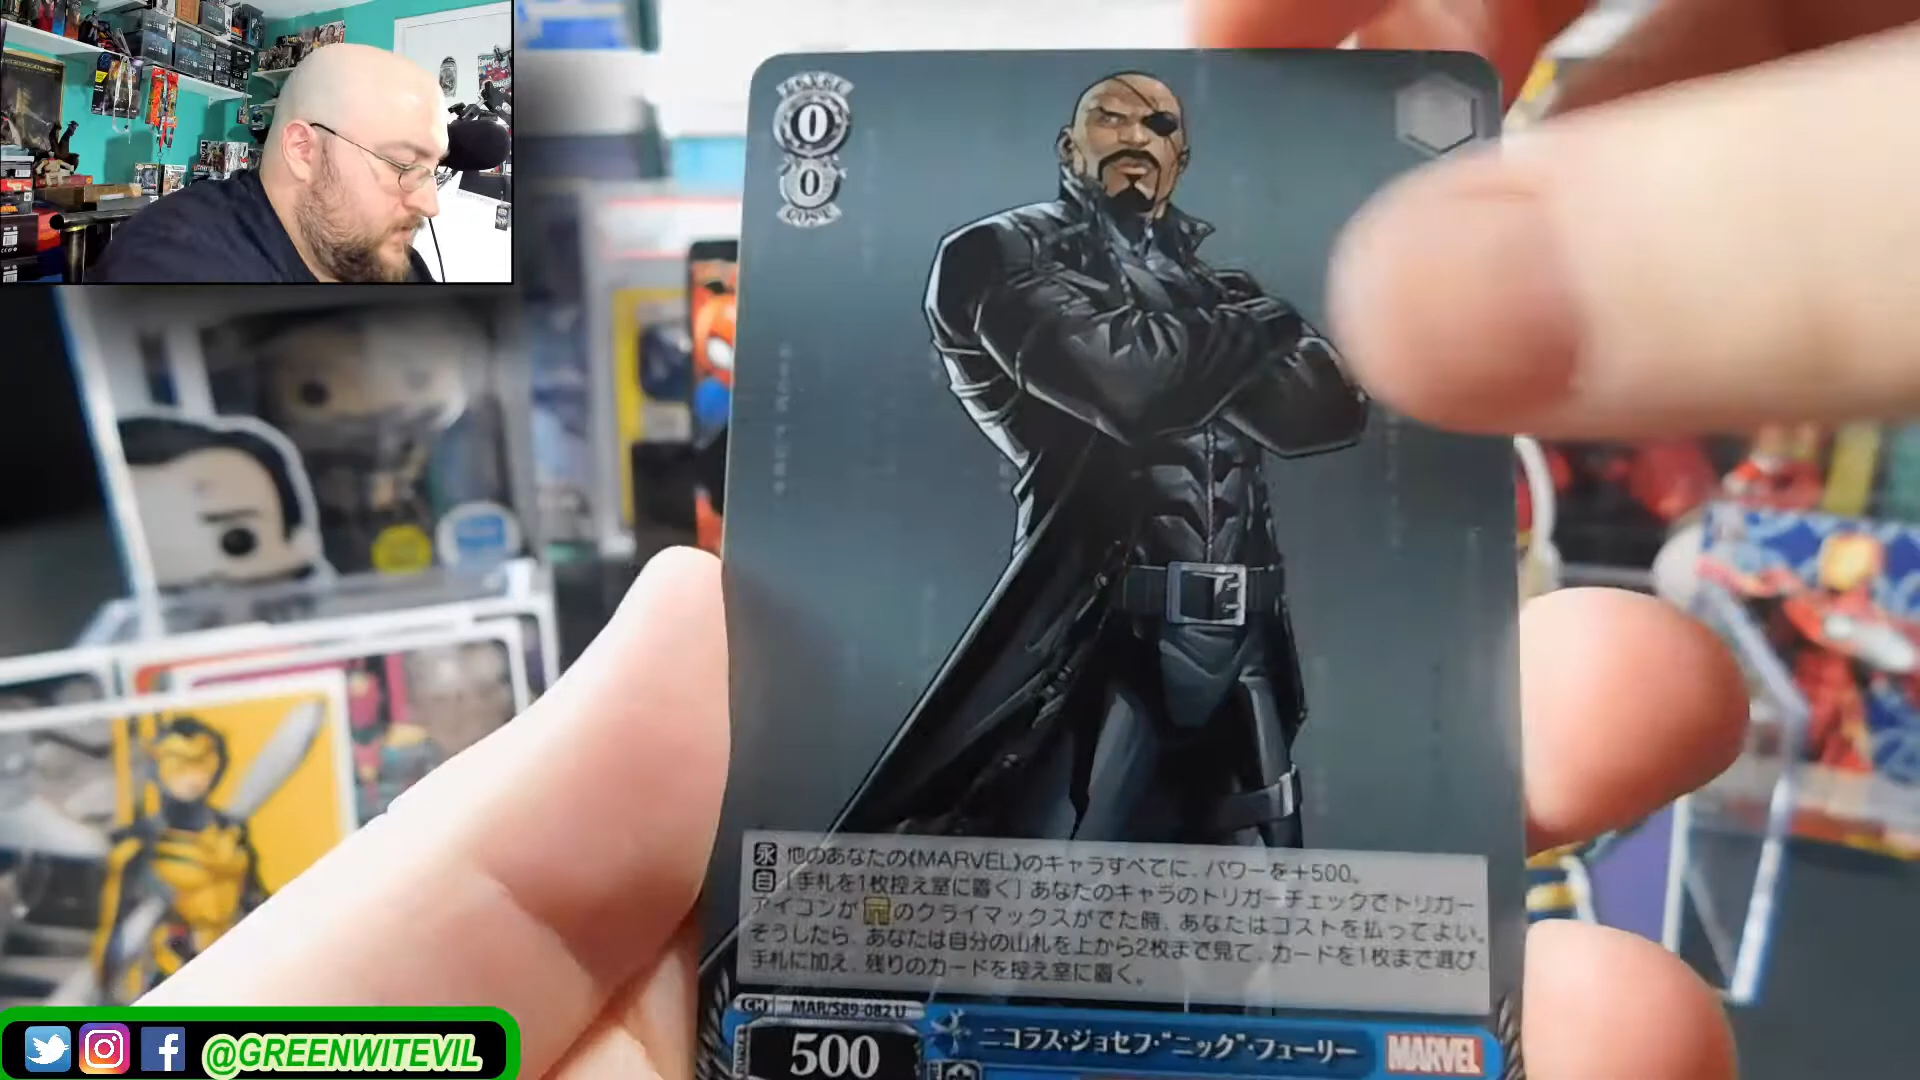 0
0
COST
永 他のあなたの《MARVEL》のキャラすべてに、パワーを+500。
自 [手札を1枚控え室に置く] あなたのキャラのトリガーチェックでトリガー
アイコンが のクライマックスがでた時、あなたはコストを払ってよい。
そうしたら、あなたは自分の山札を上から2枚まで見て、カードを1枚まで選び、
手札に加え、残りのカードを控え室に置く。
CH MAR/S89-082 U
500
ニコラス・ジョセフ・"ニック"・フューリー
MARVEL
@GREENWITEVIL